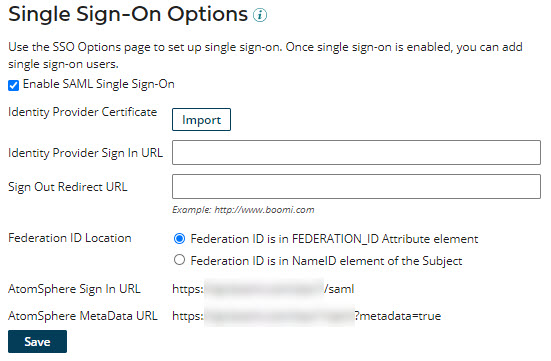 Single Sign-On Options
Use the SSO Options page to set up single sign-on. Once single sign-on is enabled, you can add
single sign-on users.
Enable SAML Single Sign-On
Identity Provider Certificate Import
Identity Provider Sign In URL
Sign Out Redirect URL
Example: http://www.boomi.com
Federation ID Location Federation ID is in FEDERATION_ID Attribute element
Federation ID is in NameID element of the Subject
AtomSphere Sign In URL https: /saml
AtomSphere MetaData URL https: ?metadata=true
Save